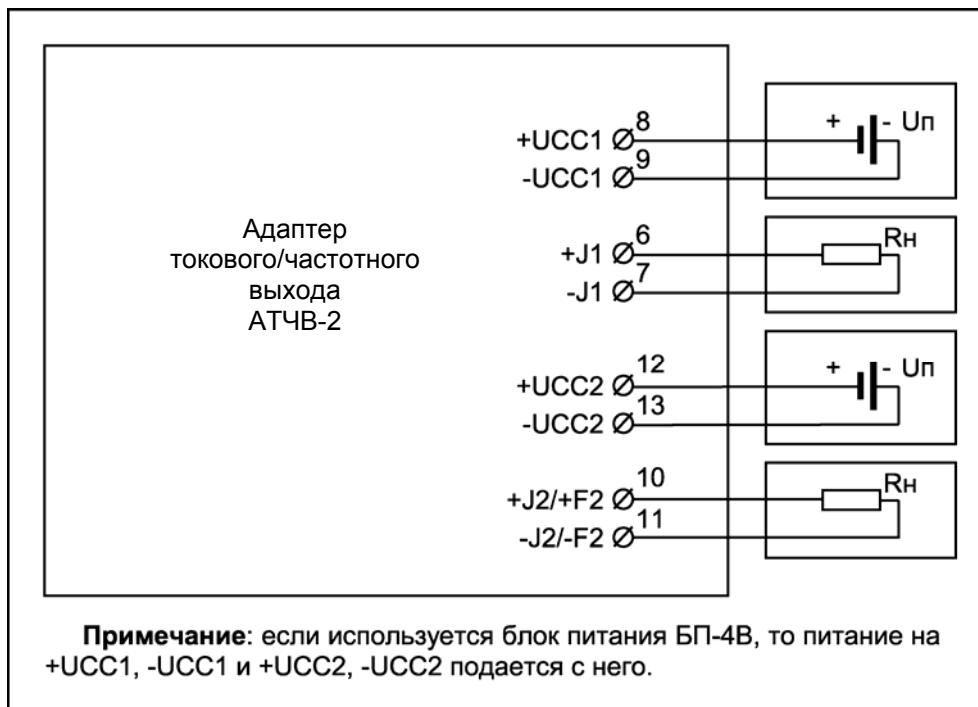 8
+ - Uп
+UCC1
9
-UCC1
Адаптер
токового/частотного
выхода
АТЧВ-2
6
Rн
+J1
7
-J1
12
+ - Uп
+UCC2
13
-UCC2
10
Rн
+J2/+F2
11
-J2/-F2
Примечание: если используется блок питания БП-4В, то питание на
+UCC1, -UCC1 и +UCC2, -UCC2 подается с него.